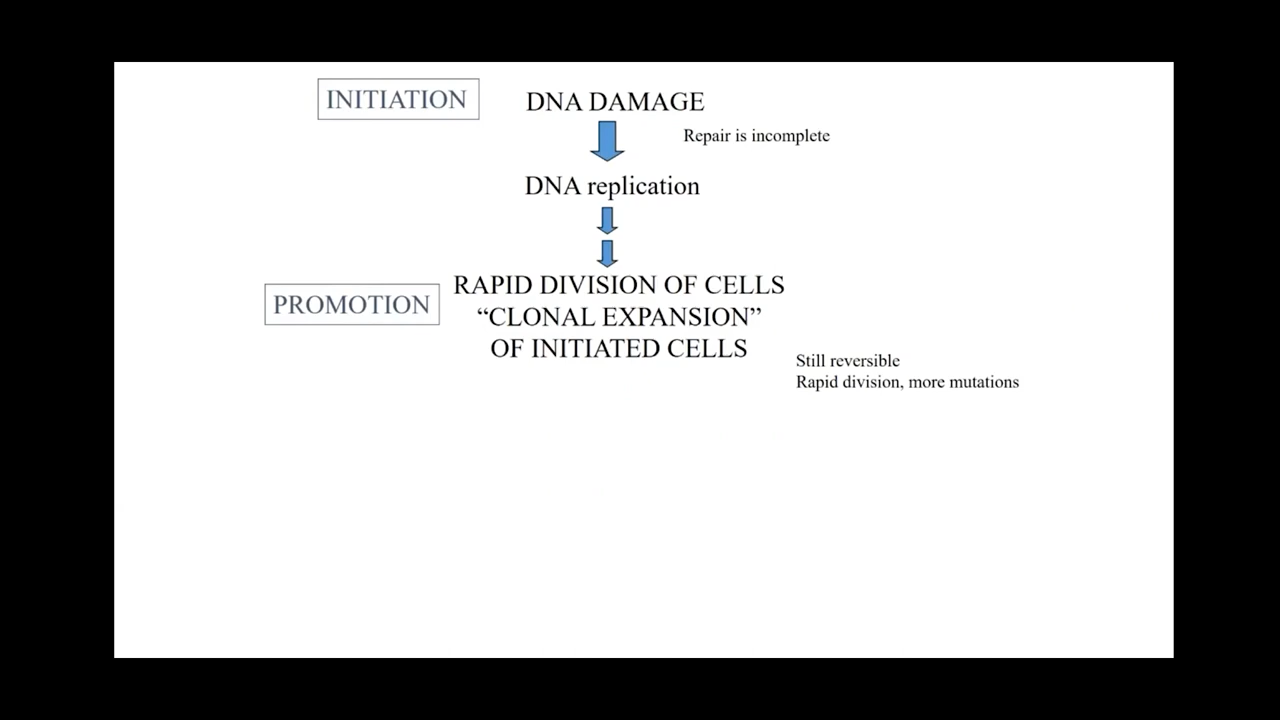 INITIATION
DNA DAMAGE
Repair is incomplete
DNA replication
RAPID DIVISION OF CELLS
PROMOTION
“CLONAL EXPANSION”
OF INITIATED CELLS
Still reversible
Rapid division, more mutations